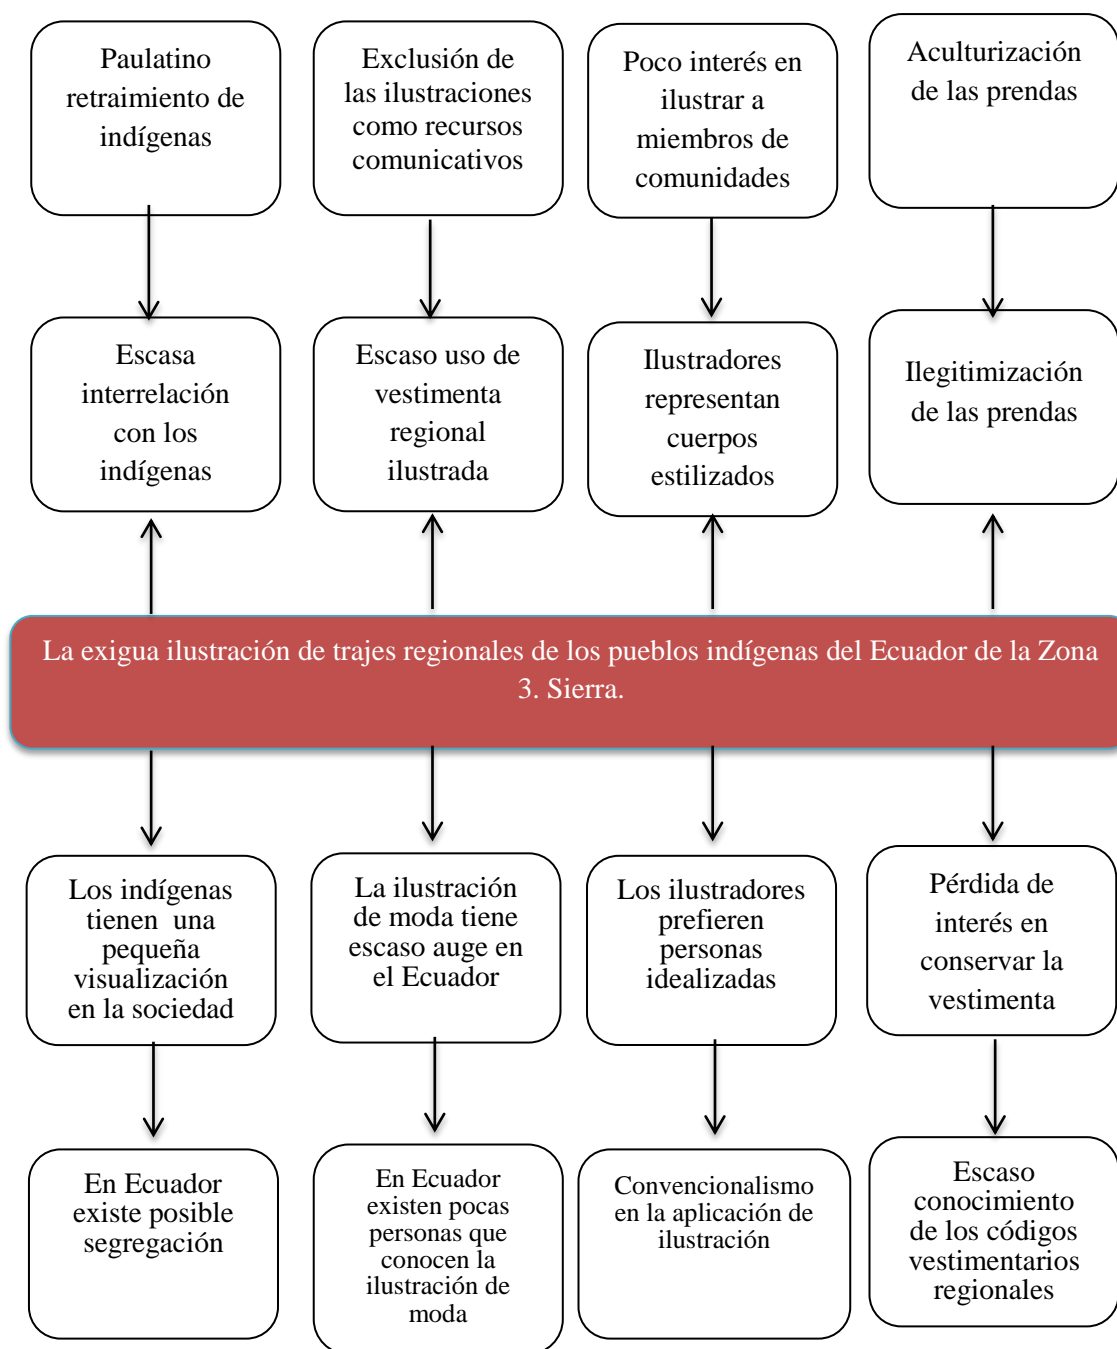 Paulatino
retraimiento de
indígenas
Exclusión de
las ilustraciones
como recursos
comunicativos
Poco interés en
ilustrar a
miembros de
comunidades
Aculturización
de las prendas
Escasa
interrelación
con los
indígenas
Escaso uso de
vestimenta
regional
ilustrada
Ilustradores
representan
cuerpos
estilizados
Ilegitimización
de las prendas
La exigua ilustración de trajes regionales de los pueblos indígenas del Ecuador de la Zona
3. Sierra.
Los indígenas
tienen una
pequeña
visualización
en la sociedad
La ilustración
de moda tiene
escaso auge en
el Ecuador
Los ilustradores
prefieren
personas
idealizadas
Pérdida de
interés en
conservar la
vestimenta
En Ecuador
existe posible
segregación
En Ecuador
existen pocas
personas que
conocen la
ilustración de
moda
Convencionalismo
en la aplicación de
ilustración
Escaso
conocimiento
de los códigos
vestimentarios
regionales